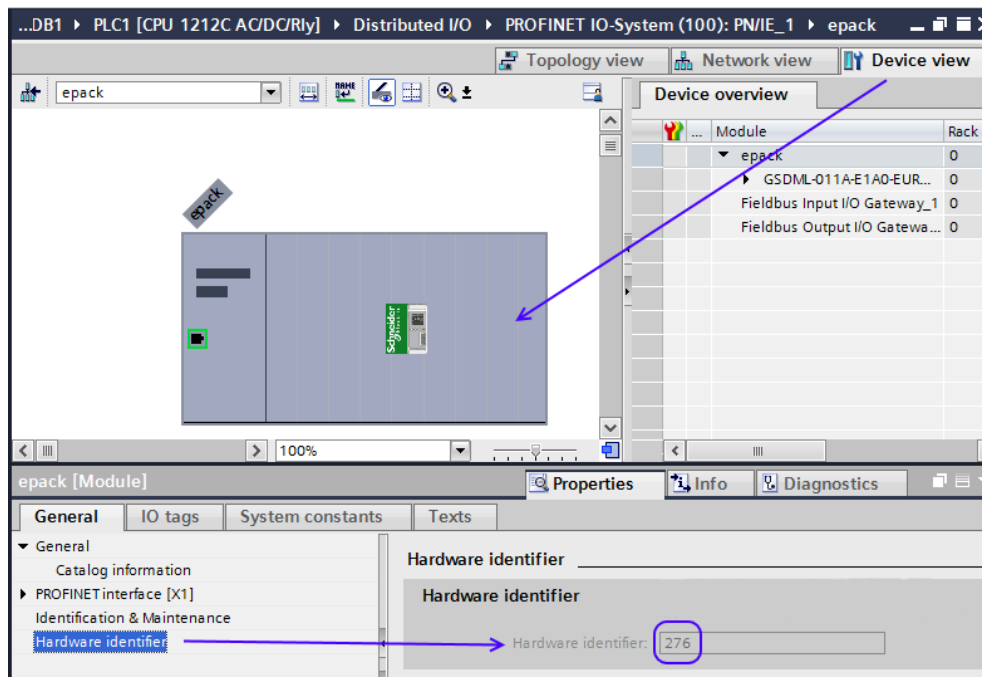 ...DB1 ▸ PLC1 [CPU 1212C AC/DC/Rly] ▸ Distributed I/O ▸ PROFINET IO-System (100): PN/IE_1 ▸ epack
Topology view Network view Device view
epack
Device overview
... Module Rack
epack 0
GSDML-011A-E1A0-EUR... 0
Fieldbus Input I/O Gateway_1 0
Fieldbus Output I/O Gatewa... 0
epack
Schneider
Electric
100%
epack [Module] Properties Info Diagnostics
General IO tags System constants Texts
General
Catalog information
PROFINET interface [X1]
Identification & Maintenance
Hardware identifier
Hardware identifier
Hardware identifier
Hardware identifier: 276